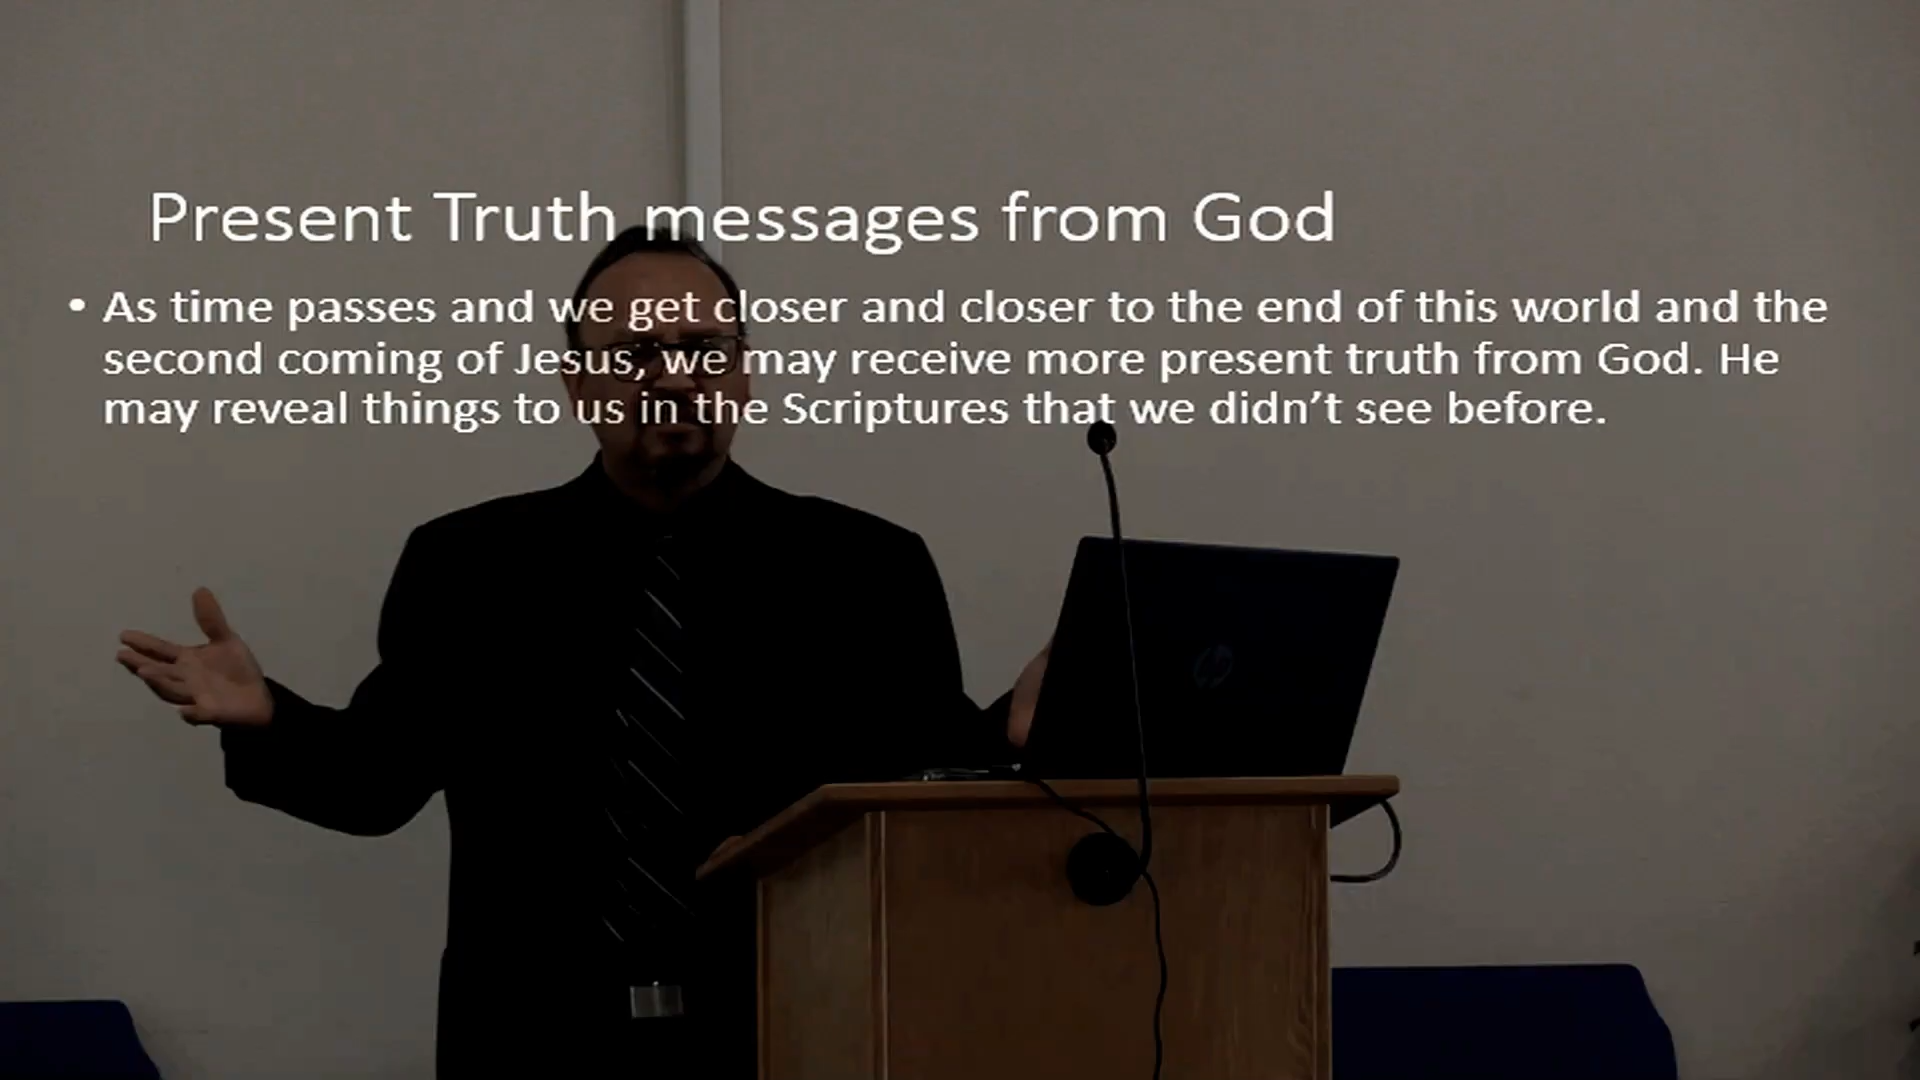 Present Truth messages from God
• As time passes and we get closer and closer to the end of this world and the
second coming of Jesus, we may receive more present truth from God. He
may reveal things to us in the Scriptures that we didn’t see before.
hp